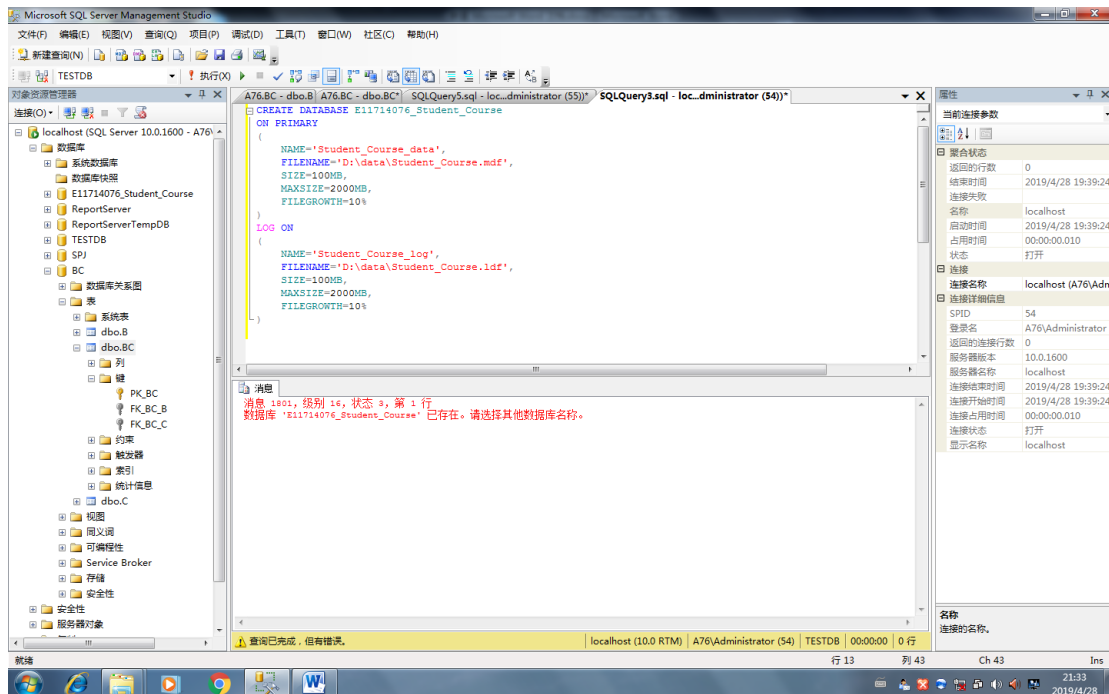 Microsoft SQL Server Management Studio
文件(F) 编辑(E) 视图(V) 查询(Q) 项目(P) 调试(D) 工具(T) 窗口(W) 社区(C) 帮助(H)
新建查询(N)
TESTDB 执行(X)
对象资源管理器
连接(O)
localhost (SQL Server 10.0.1600 - A76\
数据库
系统数据库
数据库快照
E11714076_Student_Course
ReportServer
ReportServerTempDB
TESTDB
SPJ
BC
数据库关系图
表
系统表
dbo.B
dbo.BC
列
键
PK_BC
FK_BC_B
FK_BC_C
约束
触发器
索引
统计信息
dbo.C
视图
同义词
可编程性
Service Broker
存储
安全性
安全性
服务器对象
A76.BC - dbo.B A76.BC - dbo.BC* SQLQuery5.sql - loc...dministrator (55))* SQLQuery3.sql - loc...dministrator (54))*
CREATE DATABASE E11714076_Student_Course
ON PRIMARY
(
NAME='Student_Course_data',
FILENAME='D:\data\Student_Course.mdf',
SIZE=100MB,
MAXSIZE=2000MB,
FILEGROWTH=10%
)
LOG ON
(
NAME='Student_Course_log',
FILENAME='D:\data\Student_Course.ldf',
SIZE=100MB,
MAXSIZE=2000MB,
FILEGROWTH=10%
)
消息
消息 1801，级别 16，状态 3，第 1 行
数据库 'E11714076_Student_Course' 已存在。请选择其他数据库名称。
查询已完成，但有错误。 localhost (10.0 RTM) A76\Administrator (54) TESTDB 00:00:00 0 行
属性
当前连接参数
聚合状态
返回的行数 0
结束时间 2019/4/28 19:39:24
连接失败
名称 localhost
启动时间 2019/4/28 19:39:24
占用时间 00:00:00.010
状态 打开
连接
连接名称 localhost (A76\Adn
连接详细信息
SPID 54
登录名 A76\Administrator
返回的连接行数 0
服务器版本 10.0.1600
服务器名称 localhost
连接结束时间 2019/4/28 19:39:24
连接开始时间 2019/4/28 19:39:24
连接占用时间 00:00:00.010
连接状态 打开
显示名称 localhost
名称
连接的名称。
就绪 行 13 列 43 Ch 43 Ins
21:33
2019/4/28